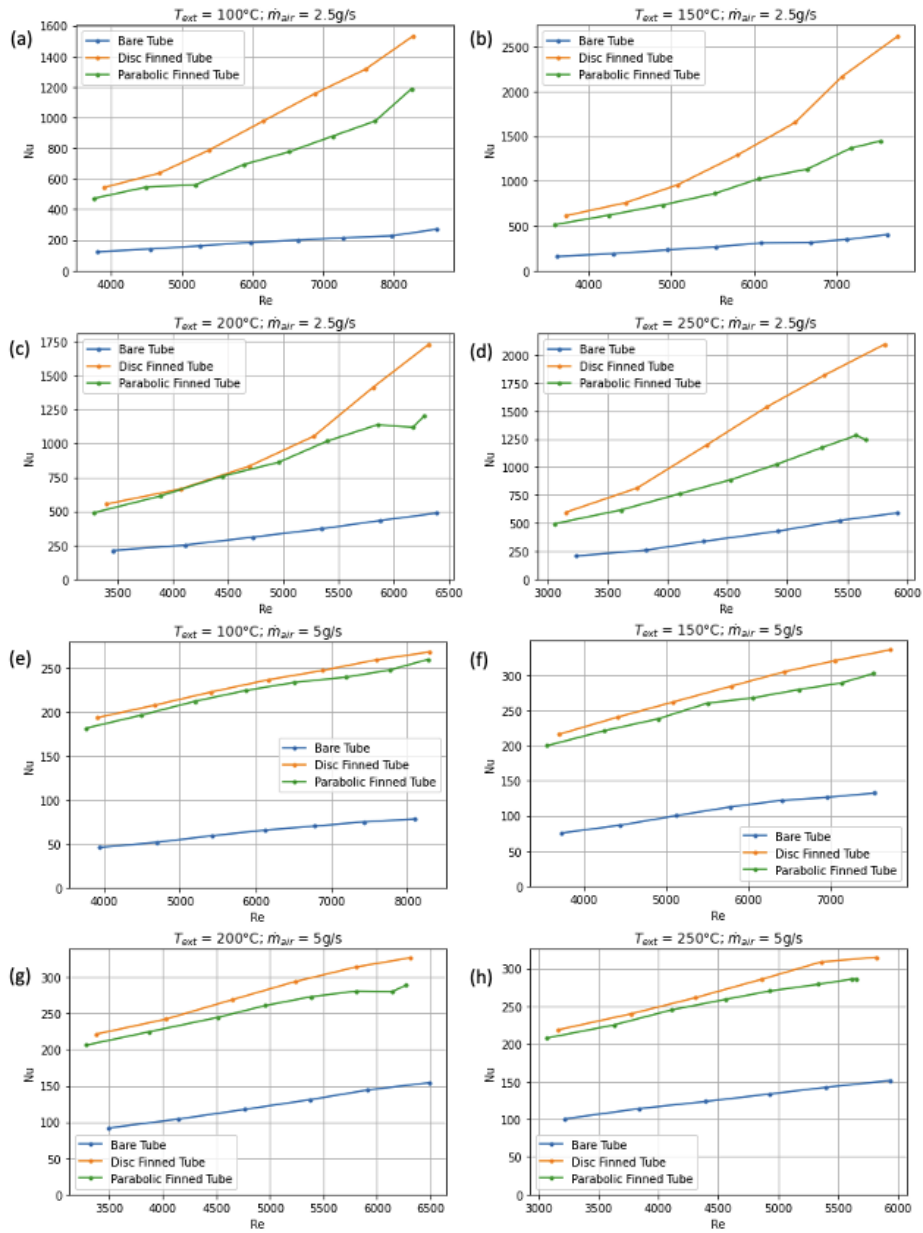 T_ext = 100°C; ṁ_air = 2.5g/s
(a)
1600
1400
1200
1000
800
600
400
200
0
Nu
Bare Tube
Disc Finned Tube
Parabolic Finned Tube
4000 5000 6000 7000 8000
Re
T_ext = 150°C; ṁ_air = 2.5g/s
(b)
2500
2000
1500
1000
500
0
Nu
Bare Tube
Disc Finned Tube
Parabolic Finned Tube
4000 5000 6000 7000
Re
T_ext = 200°C; ṁ_air = 2.5g/s
(c)
1750
1500
1250
1000
750
500
250
0
Nu
Bare Tube
Disc Finned Tube
Parabolic Finned Tube
3500 4000 4500 5000 5500 6000 6500
Re
T_ext = 250°C; ṁ_air = 2.5g/s
(d)
2000
1750
1500
1250
1000
750
500
250
0
Nu
Bare Tube
Disc Finned Tube
Parabolic Finned Tube
3000 3500 4000 4500 5000 5500 6000
Re
T_ext = 100°C; ṁ_air = 5g/s
(e)
250
200
150
100
50
0
Nu
Bare Tube
Disc Finned Tube
Parabolic Finned Tube
4000 5000 6000 7000 8000
Re
T_ext = 150°C; ṁ_air = 5g/s
(f)
300
250
200
150
100
50
0
Nu
Bare Tube
Disc Finned Tube
Parabolic Finned Tube
4000 5000 6000 7000
Re
T_ext = 200°C; ṁ_air = 5g/s
(g)
300
250
200
150
100
50
0
Nu
Bare Tube
Disc Finned Tube
Parabolic Finned Tube
3500 4000 4500 5000 5500 6000 6500
Re
T_ext = 250°C; ṁ_air = 5g/s
(h)
300
250
200
150
100
50
0
Nu
Bare Tube
Disc Finned Tube
Parabolic Finned Tube
3000 3500 4000 4500 5000 5500 6000
Re